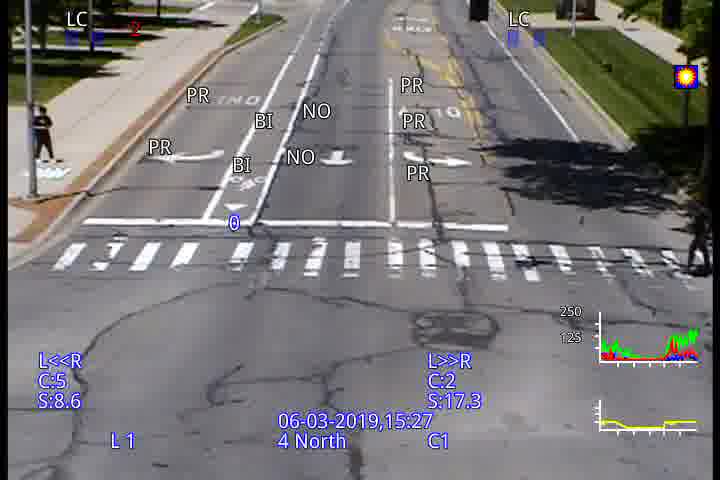 LC
LC
2
PR
PR
NO
BI
PR
PR
NO
BI
PR
0
250
125
L<<R
L>>R
C:5
C:2
S:8.6
S:17.3
06-03-2019,15:27
L 1
4 North
C1